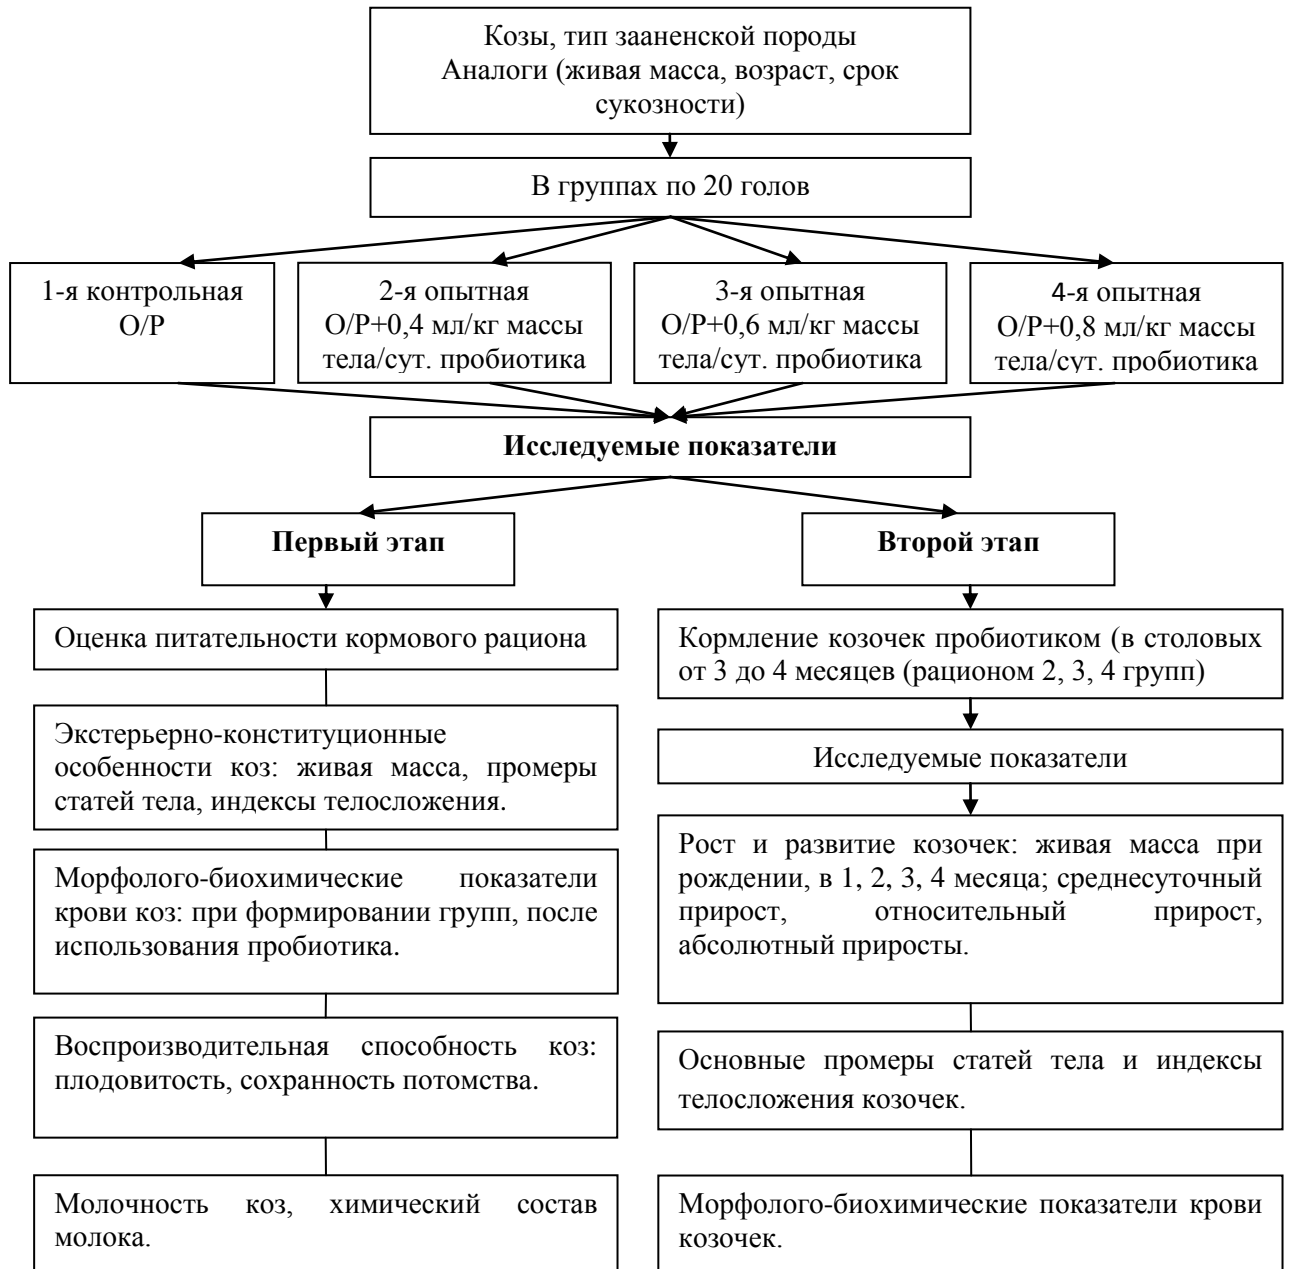 Козы, тип зааненской породы
Аналоги (живая масса, возраст, срок
сукозности)
В группах по 20 голов
1-я контрольная
О/Р
2-я опытная
О/Р+0,4 мл/кг массы
тела/сут. пробиотика
3-я опытная
О/Р+0,6 мл/кг массы
тела/сут. пробиотика
4-я опытная
О/Р+0,8 мл/кг массы
тела/сут. пробиотика
Исследуемые показатели
Первый этап
Оценка питательности кормового рациона
Экстерьерно-конституционные
особенности коз: живая масса, промеры
статей тела, индексы телосложения.
Морфолого-биохимические показатели
крови коз: при формировании групп, после
использования пробиотика.
Воспроизводительная способность коз:
плодовитость, сохранность потомства.
Молочность коз, химический состав
молока.
Второй этап
Кормление козочек пробиотиком (в столовых
от 3 до 4 месяцев (рационом 2, 3, 4 групп)
Исследуемые показатели
Рост и развитие козочек: живая масса при
рождении, в 1, 2, 3, 4 месяца; среднесуточный
прирост, относительный прирост,
абсолютный приросты.
Основные промеры статей тела и индексы
телосложения козочек.
Морфолого-биохимические показатели крови
козочек.